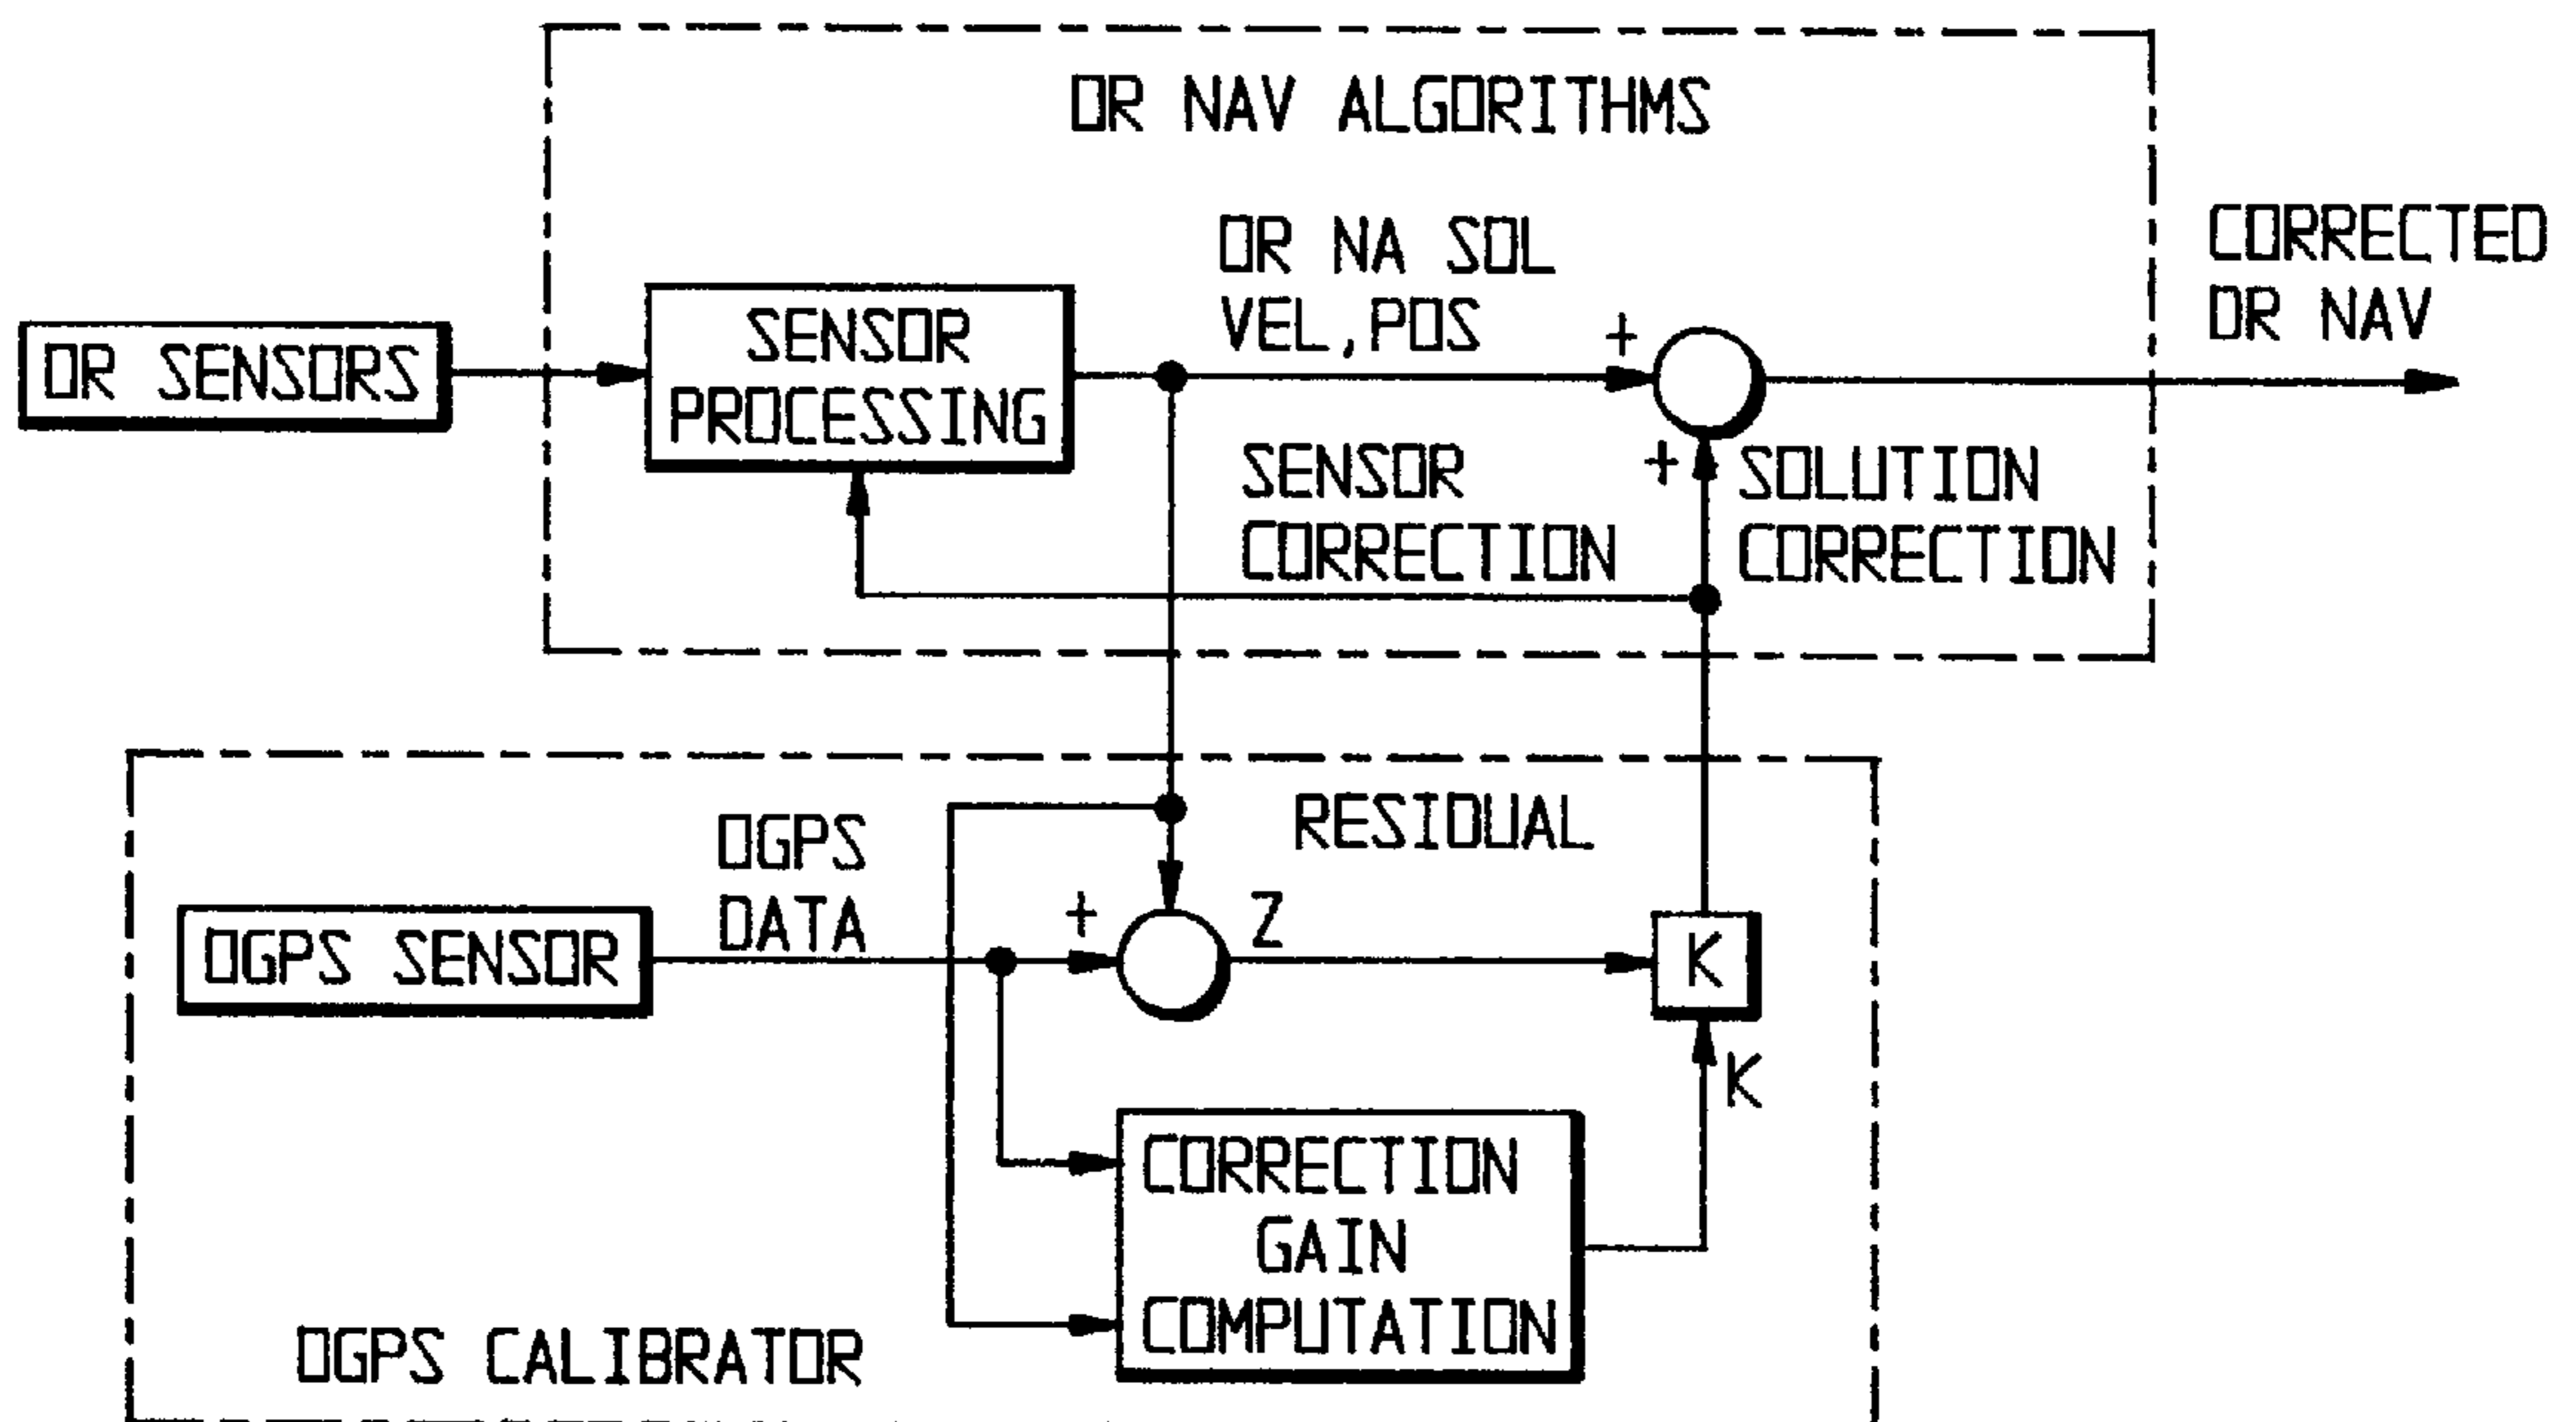 DR NAV ALGORITHMS
DR NA SOL
VEL,POS
CORRECTED
DR NAV
DR SENSORS
SENSOR
PROCESSING
+
+
SENSOR
CORRECTION
SOLUTION
CORRECTION
RESIDUAL
DGPS
DATA
DGPS SENSOR
+
Z
K
K
CORRECTION
GAIN
COMPUTATION
DGPS CALIBRATOR